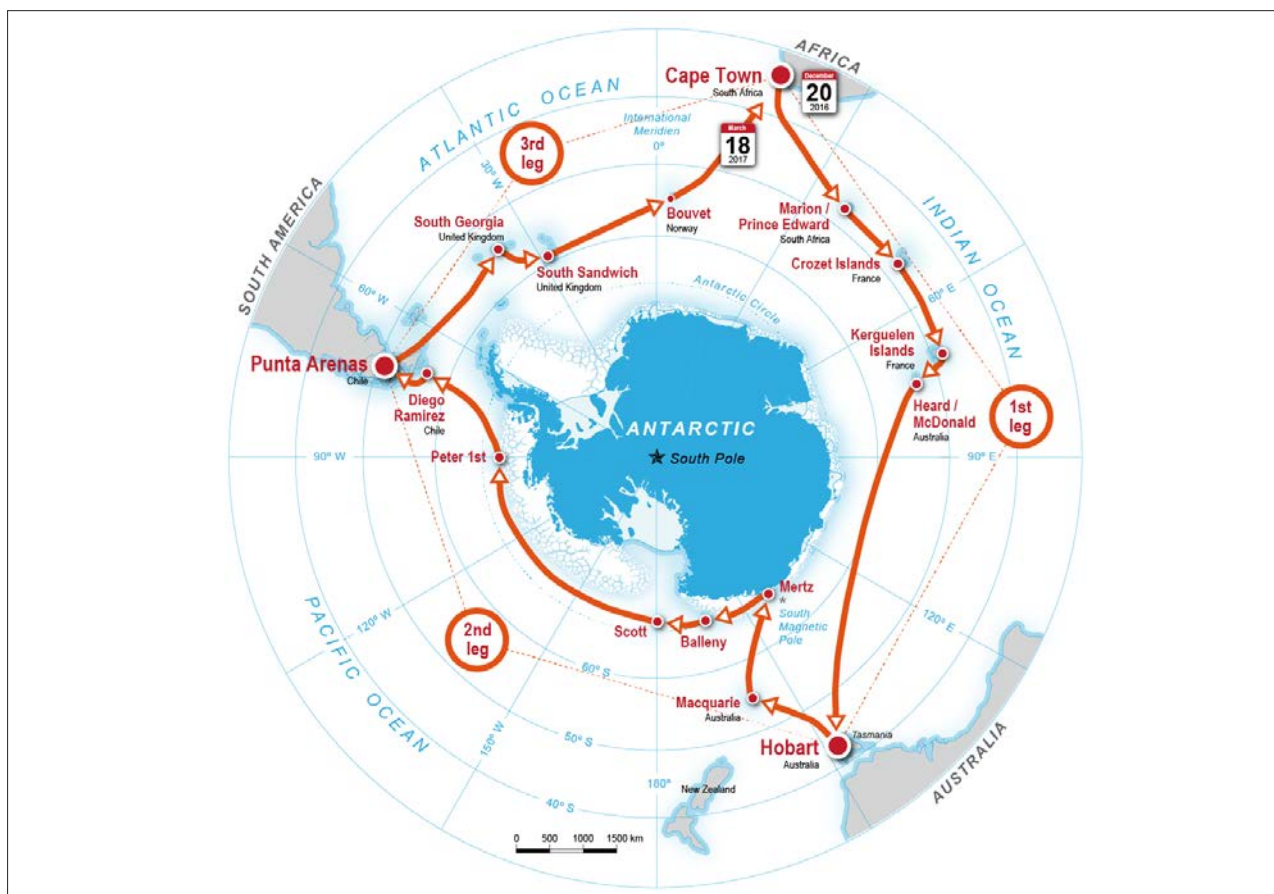 AFRICA
Cape Town
South Africa
December
20
2016
ATLANTIC OCEAN
International
Meridien
0°
March
18
2017
3rd
leg
30° W
SOUTH AMERICA
South Georgia
United Kingdom
Bouvet
Norway
Marion /
Prince Edward
South Africa
INDIAN OCEAN
South Sandwich
United Kingdom
Crozet Islands
France
Antarctic Circle
60° W
60° E
Kerguelen
Islands
France
Punta Arenas
Chile
Diego
Ramirez
Chile
Heard /
McDonald
Australia
1st
leg
ANTARCTIC
South Pole
90° W
Peter 1st
90° E
Mertz
South
Magnetic
Pole
120° W
120° E
Scott
Balleny
2nd
leg
PACIFIC OCEAN
60° S
Macquarie
Australia
150° W
50° S
Hobart
Australia
Tasmania
AUSTRALIA
180°
New Zealand
40° S
0 500 1000 1500 km